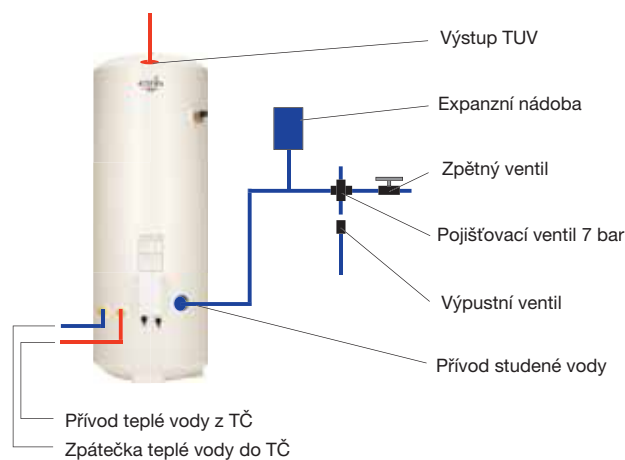 Výstup TUV
Expanzní nádoba
Zpětný ventil
Pojišťovací ventil 7 bar
Výpustní ventil
Přívod studené vody
Přívod teplé vody z TČ
Zpátečka teplé vody do TČ